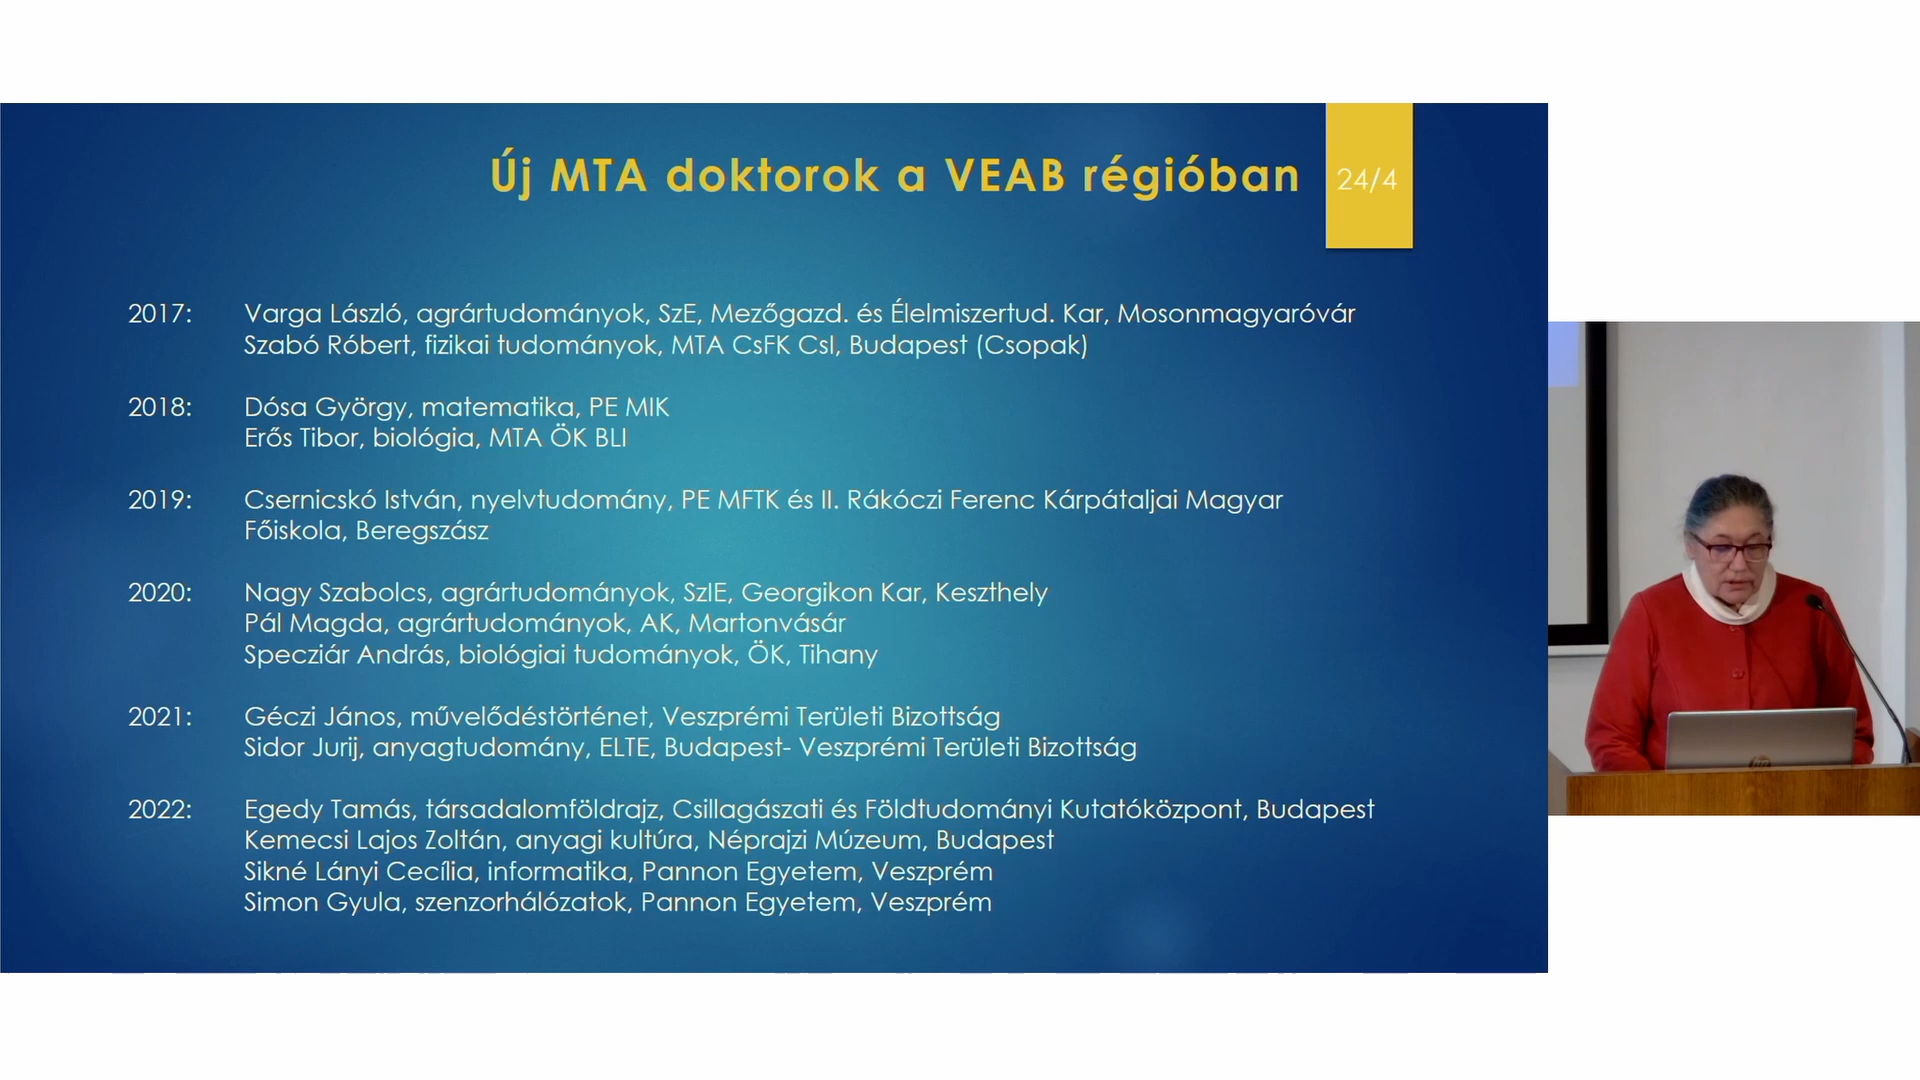 Új MTA doktorok a VEAB régióban
24/4
2017: Varga László, agrártudományok, SzE, Mezőgazd. és Élelmiszertud. Kar, Mosonmagyaróvár
Szabó Róbert, fizikai tudományok, MTA CsFK CsI, Budapest (Csopak)
2018: Dósa György, matematika, PE MIK
Erős Tibor, biológia, MTA ÖK BLI
2019: Csernicskó István, nyelvtudomány, PE MFTK és II. Rákóczi Ferenc Kárpátaljai Magyar
Főiskola, Beregszász
2020: Nagy Szabolcs, agrártudományok, SzIE, Georgikon Kar, Keszthely
Pál Magda, agrártudományok, AK, Martonvásár
Specziár András, biológiai tudományok, ÖK, Tihany
2021: Géczi János, művelődéstörténet, Veszprémi Területi Bizottság
Sidor Jurij, anyagtudomány, ELTE, Budapest- Veszprémi Területi Bizottság
2022: Egedy Tamás, társadalomföldrajz, Csillagászati és Földtudományi Kutatóközpont, Budapest
Kemecsi Lajos Zoltán, anyagi kultúra, Néprajzi Múzeum, Budapest
Sikné Lányi Cecília, informatika, Pannon Egyetem, Veszprém
Simon Gyula, szenzorhálózatok, Pannon Egyetem, Veszprém